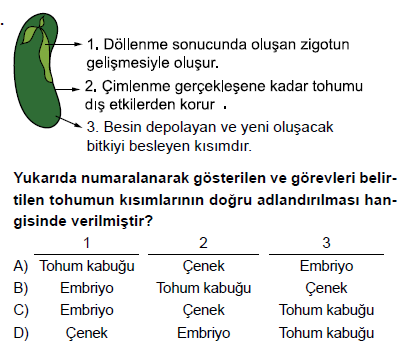 1. Döllenme sonucunda oluşan zigotun
gelişmesiyle oluşur.
2. Çimlenme gerçekleşene kadar tohumu
dış etkilerden korur .
3. Besin depolayan ve yeni oluşacak
bitkiyi besleyen kısımdır.
Yukarıda numaralanarak gösterilen ve görevleri belir-
tilen tohumun kısımlarının doğru adlandırılması han-
gisinde verilmiştir?
1 2 3
A) Tohum kabuğu Çenek Embriyo
B) Embriyo Tohum kabuğu Çenek
C) Embriyo Çenek Tohum kabuğu
D) Çenek Embriyo Tohum kabuğu